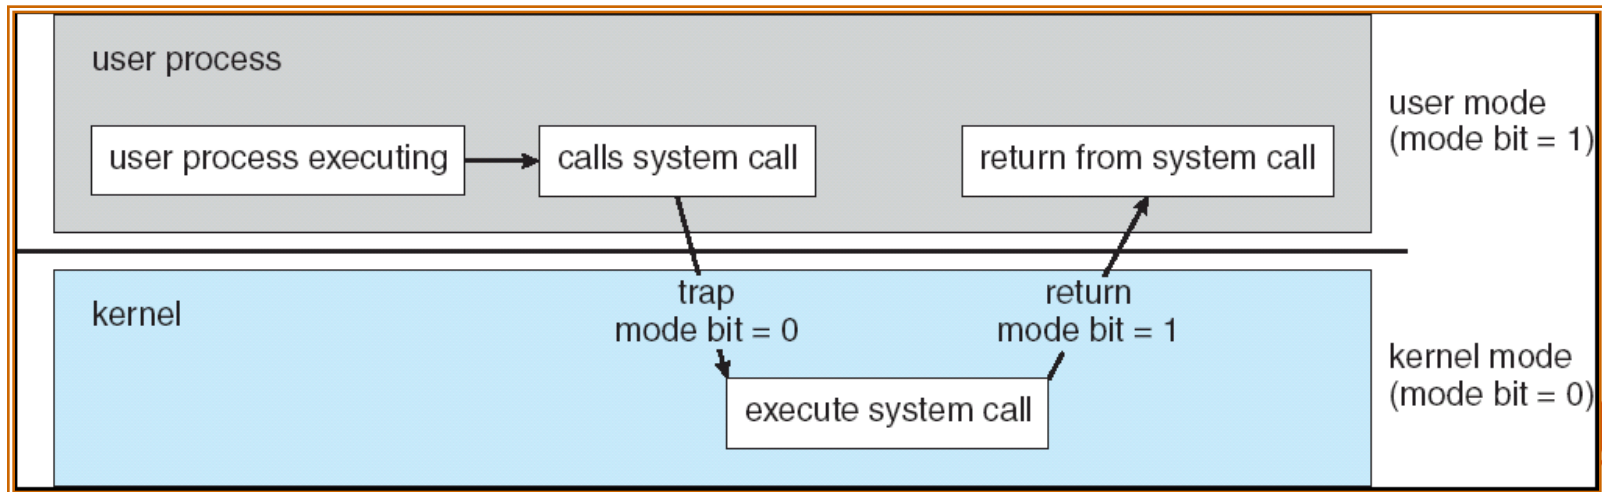 user process
user process executing
calls system call
return from system call
user mode
(mode bit = 1)
kernel
trap
mode bit = 0
return
mode bit = 1
execute system call
kernel mode
(mode bit = 0)